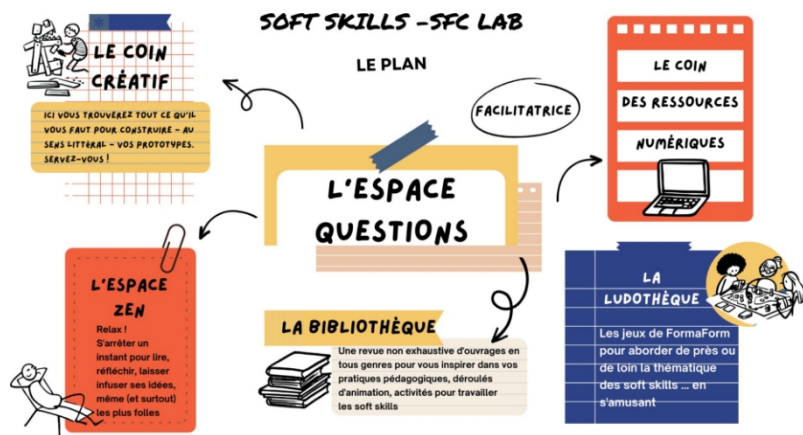 SOFT SKILLS -SFC LAB
LE PLAN
LE COIN
CRÉATIF
ICI VOUS TROUVEREZ TOUT CE QU'IL
VOUS FAUT POUR CONSTRUIRE - AU
SENS LITTÉRAL - VOS PROTOTYPES.
SERVEZ-VOUS !
FACILITATRICE
LE COIN
DES RESSOURCES
NUMÉRIQUES
L'ESPACE
QUESTIONS
L'ESPACE
ZEN
Relax !
S'arrêter un
instant pour lire,
réfléchir, laisser
infuser ses idées,
même (et surtout)
les plus folles
LA BIBLIOTHÈQUE
Une revue non exhaustive d'ouvrages en
tous genres pour vous inspirer dans vos
pratiques pédagogiques, déroulés
d'animation, activités pour travailler
les soft skills
LA
LUDOTHÈQUE
Les jeux de FormaForm
pour aborder de près ou
de loin la thématique
des soft skills ... en
s'amusant